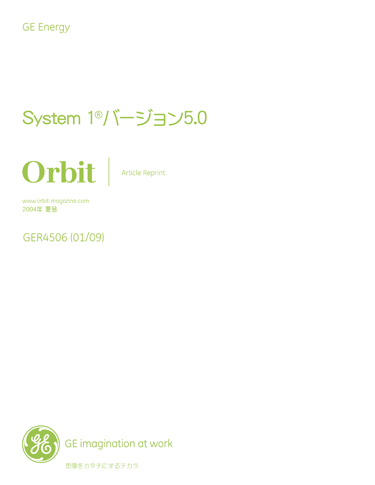 GE Energy
System 1®バージョン5.0
Orbit
Article Reprint
www.orbit-magazine.com
2004年 夏号
GER4506 (01/09)
GE imagination at work
想像をカタチにするチカラ